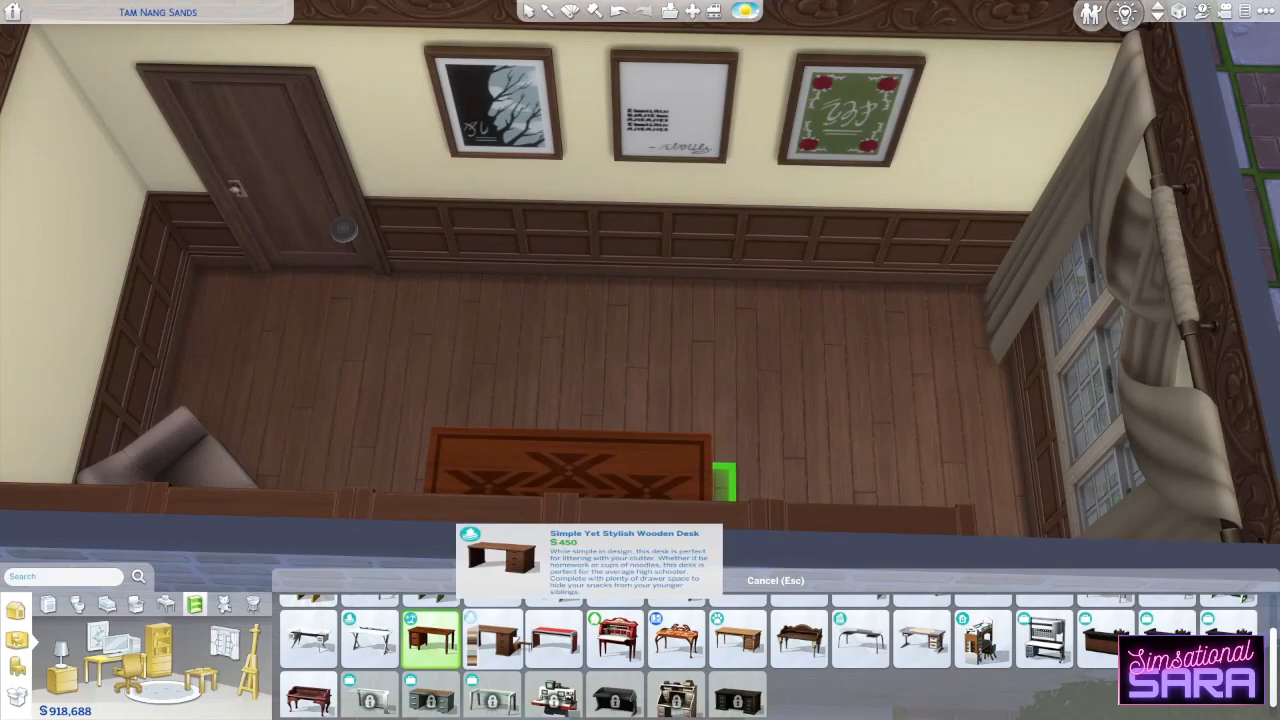 TAM NANG SANDS
Simple Yet Stylish Wooden Desk
§450
While simple in design, this desk is perfect
for littering with your clutter. Whether it be
homework or cups of noodles, this desk is
perfect for the average high schooler.
Complete with plenty of drawer space to
hide your snacks from your younger
siblings.
Search
Cancel (Esc)
§918,688
Simsational
SARA